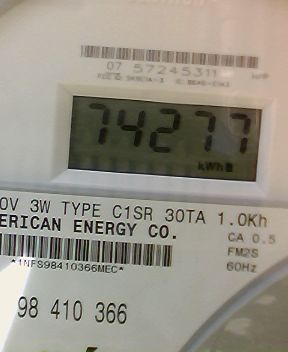 07 57245311
74277
kWh
0V 3W TYPE C1SR 30TA 1.0Kh
ERICAN ENERGY CO.
CA 0.5
FM2S
60Hz
*1NFS98410366MEC*
98 410 366